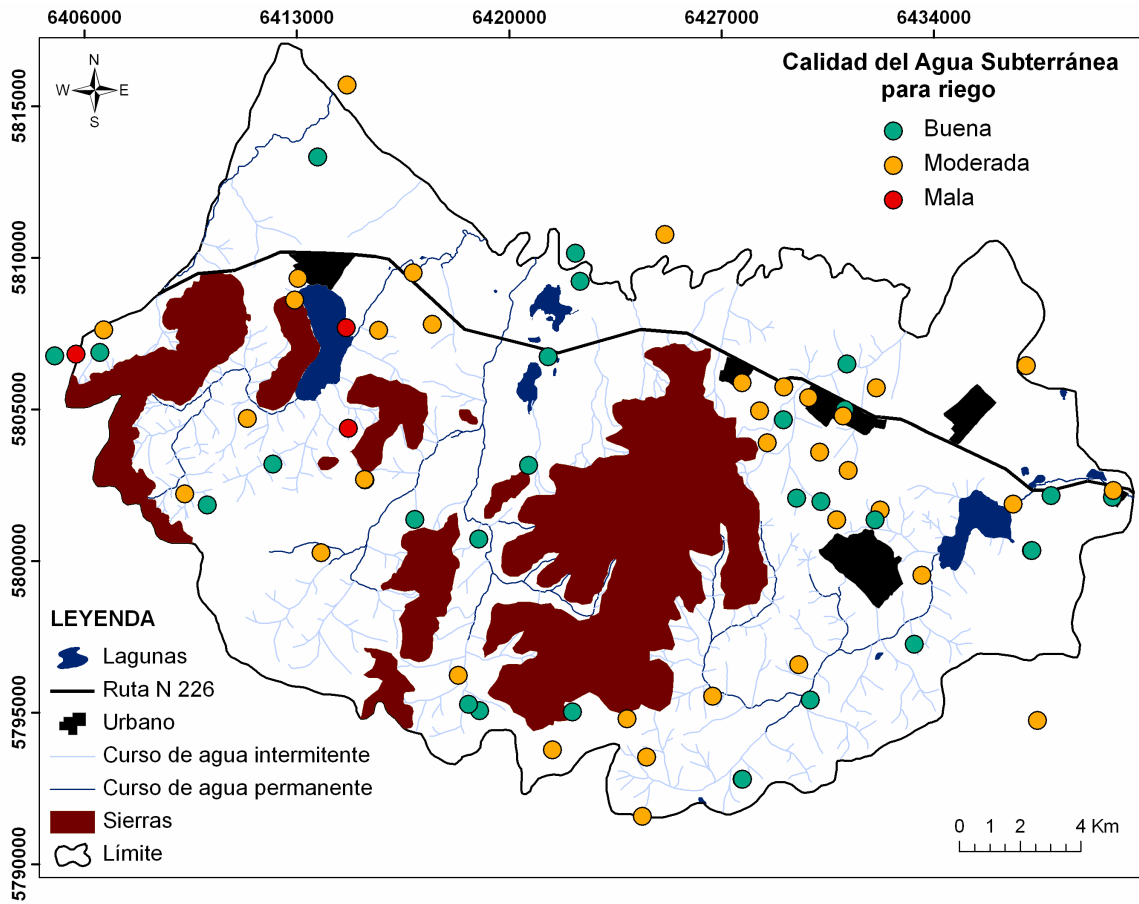 6406000 6413000 6420000 6427000 6434000
5815000
5810000
5805000
5800000
5795000
5790000
N
W E
S
Calidad del Agua Subterránea
para riego
Buena
Moderada
Mala
LEYENDA
Lagunas
Ruta N 226
Urbano
Curso de agua intermitente
Curso de agua permanente
Sierras
Límite
0 1 2 4 Km